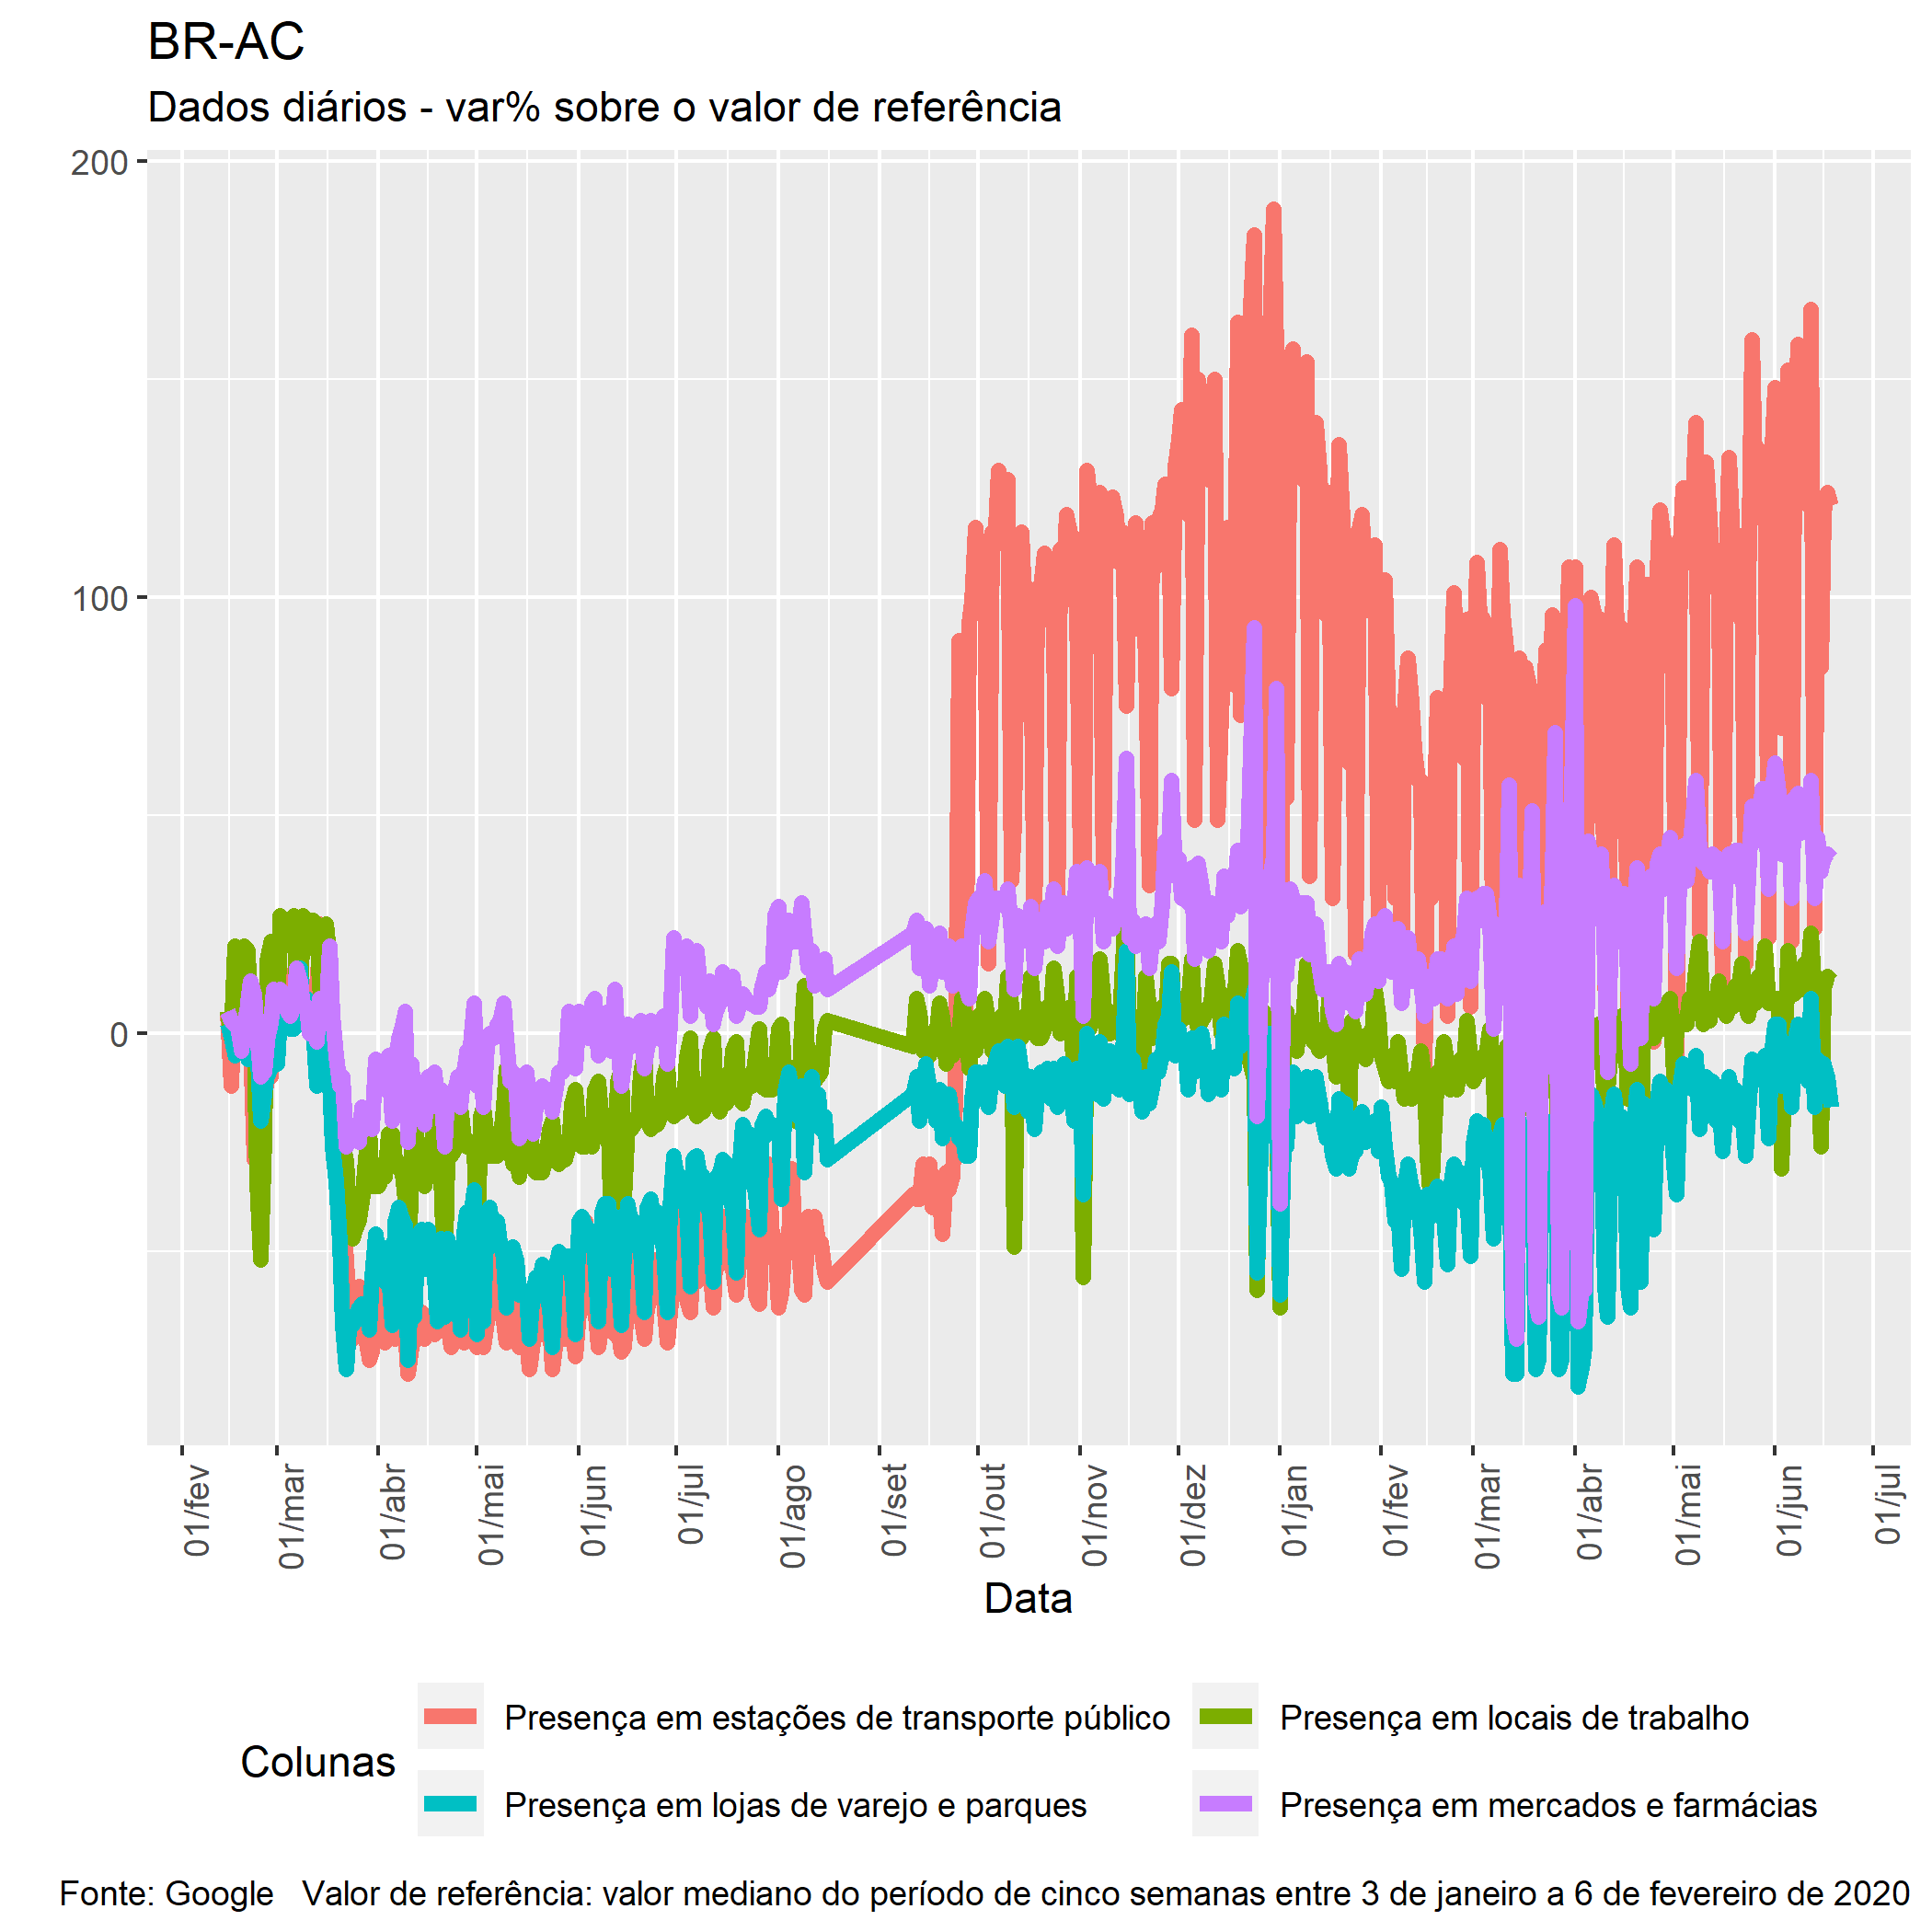 BR-AC
Dados diários - var% sobre o valor de referência
200
100
0
01/fev
01/mar
01/abr
01/mai
01/jun
01/jul
01/ago
01/set
01/out
01/nov
01/dez
01/jan
01/fev
01/mar
01/abr
01/mai
01/jun
01/jul
Data
Colunas
Presença em estações de transporte público
Presença em locais de trabalho
Presença em lojas de varejo e parques
Presença em mercados e farmácias
Fonte: Google   Valor de referência: valor mediano do período de cinco semanas entre 3 de janeiro a 6 de fevereiro de 2020